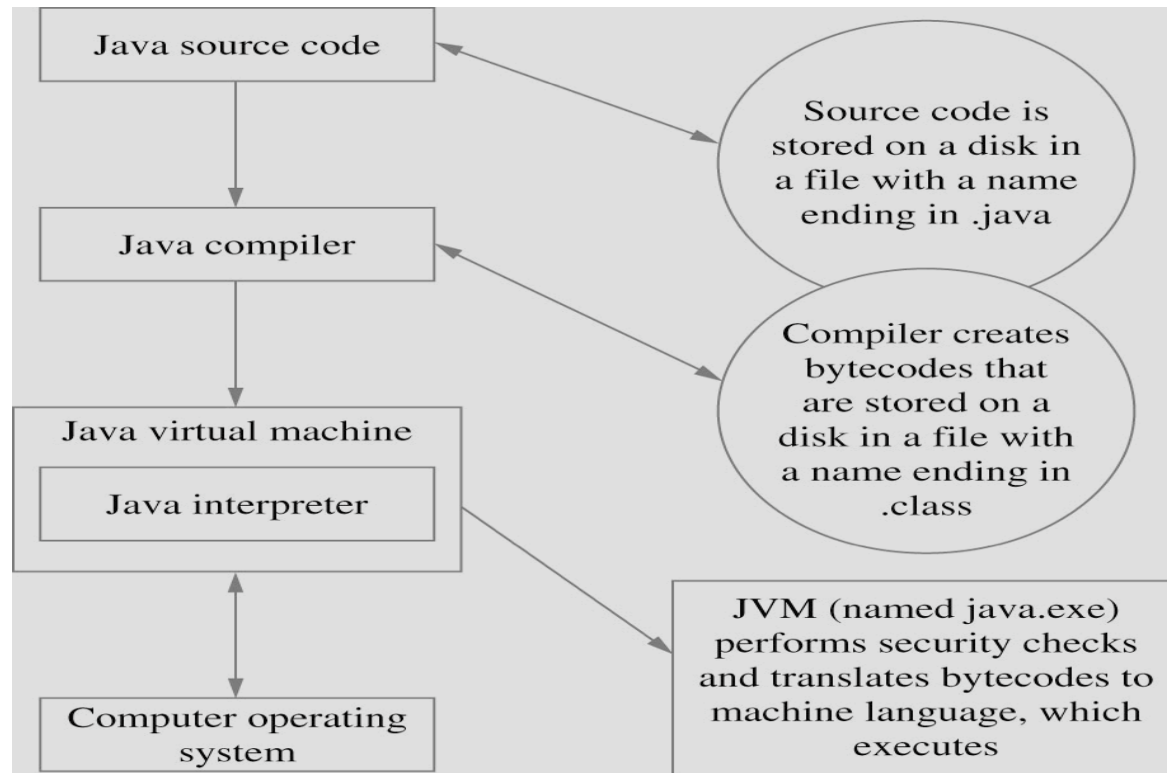 Java source code
Source code is
stored on a disk in
a file with a name
ending in .java
Java compiler
Compiler creates
bytecodes that
are stored on a
disk in a file with
a name ending in
.class
Java virtual machine
Java interpreter
JVM (named java.exe)
performs security checks
and translates bytecodes to
machine language, which
executes
Computer operating
system